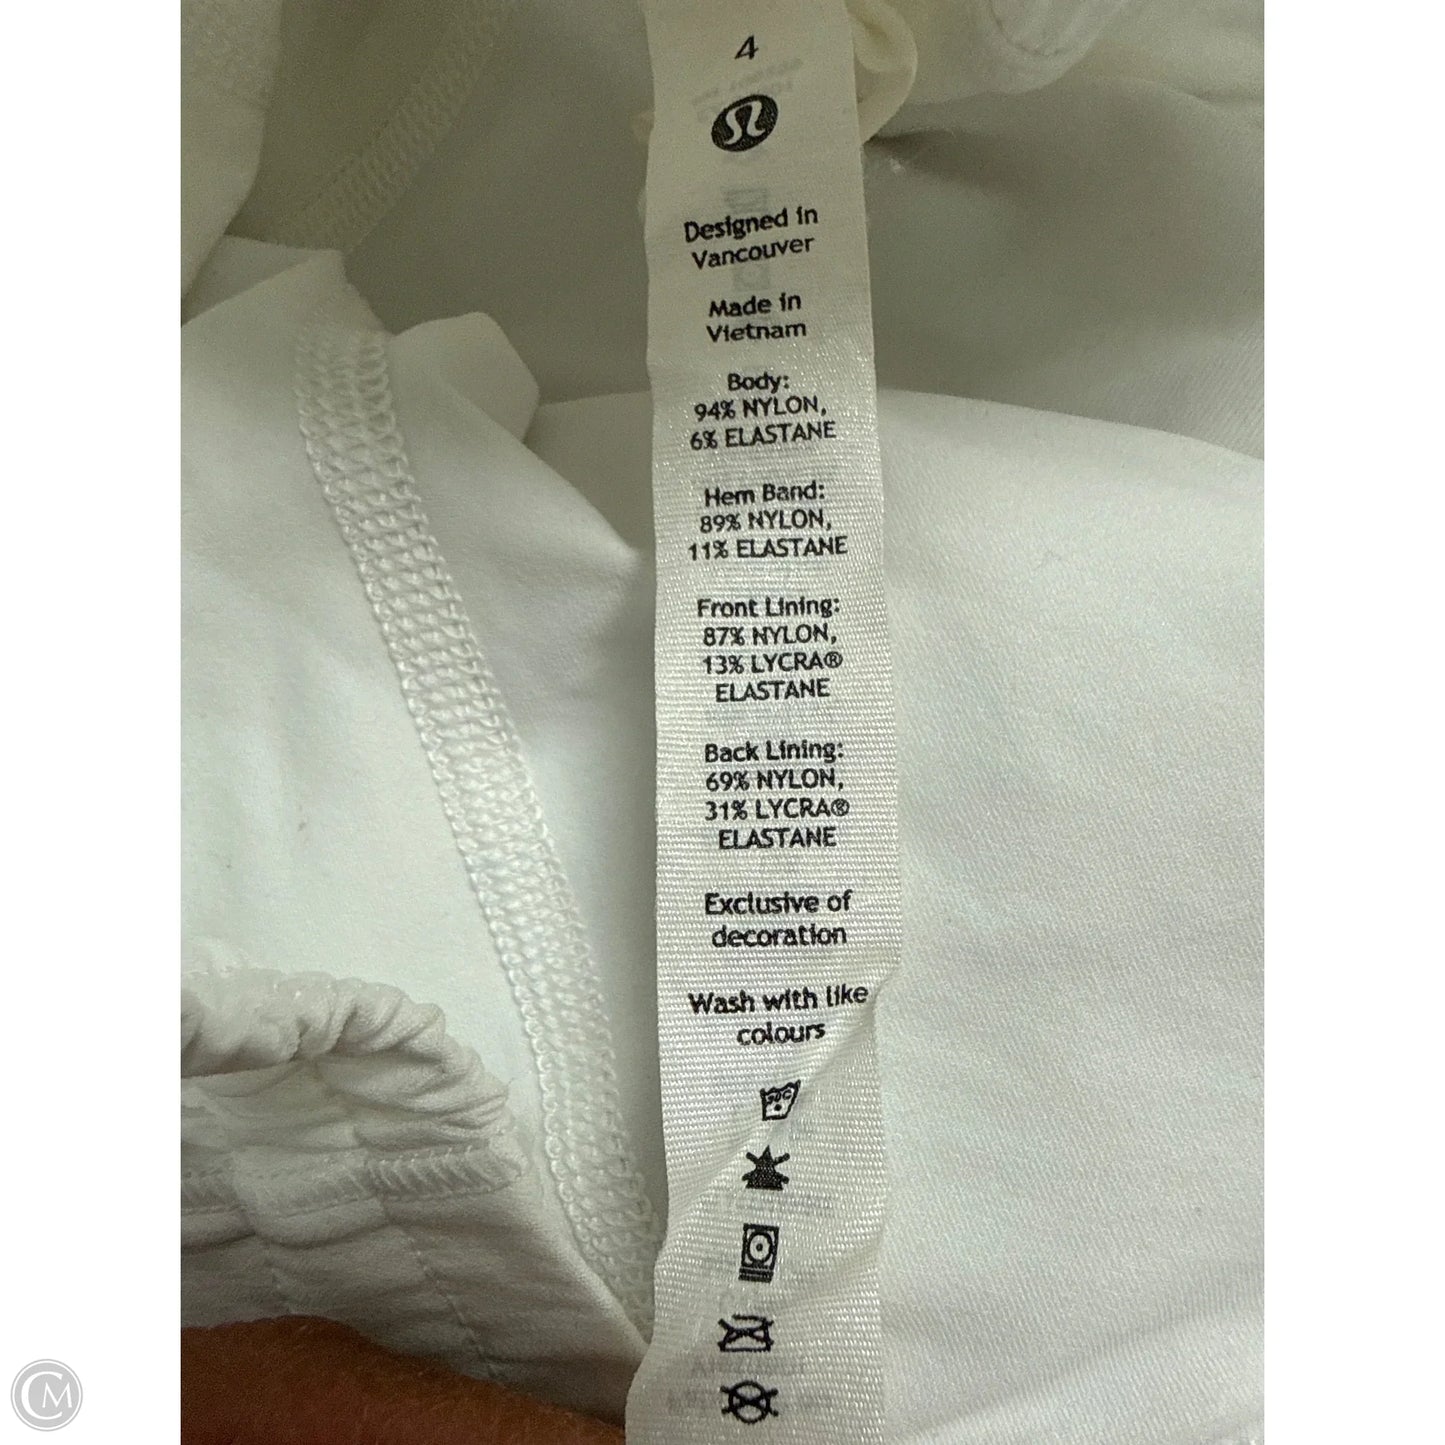 4
Designed in
Vancouver
Made in
Vietnam
Body:
94% NYLON,
6% ELASTANE
Hem Band:
89% NYLON,
11% ELASTANE
Front Lining:
87% NYLON,
13% LYCRA®
ELASTANE
Back Lining:
69% NYLON,
31% LYCRA®
ELASTANE
Exclusive of
decoration
Wash with like
colours
30C
CM